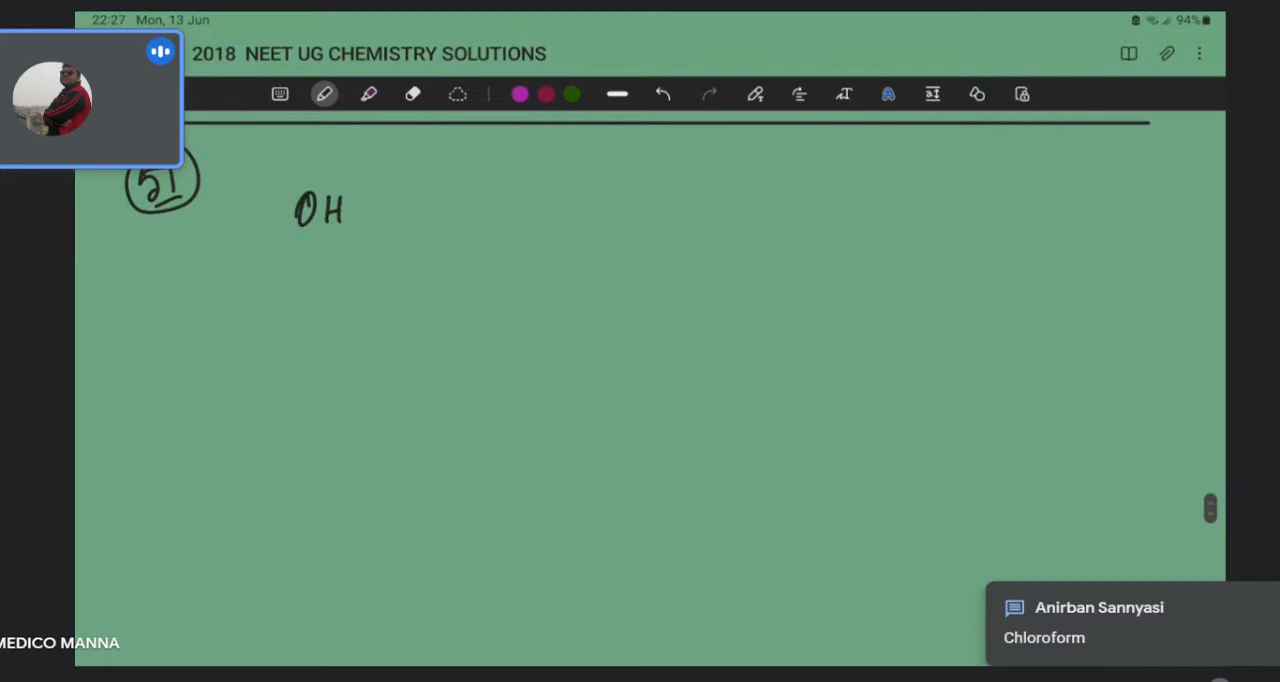 22:27 Mon, 13 Jun
94%
2018 NEET UG CHEMISTRY SOLUTIONS
51
OH
Anirban Sannyasi
Chloroform
MEDICO MANNA